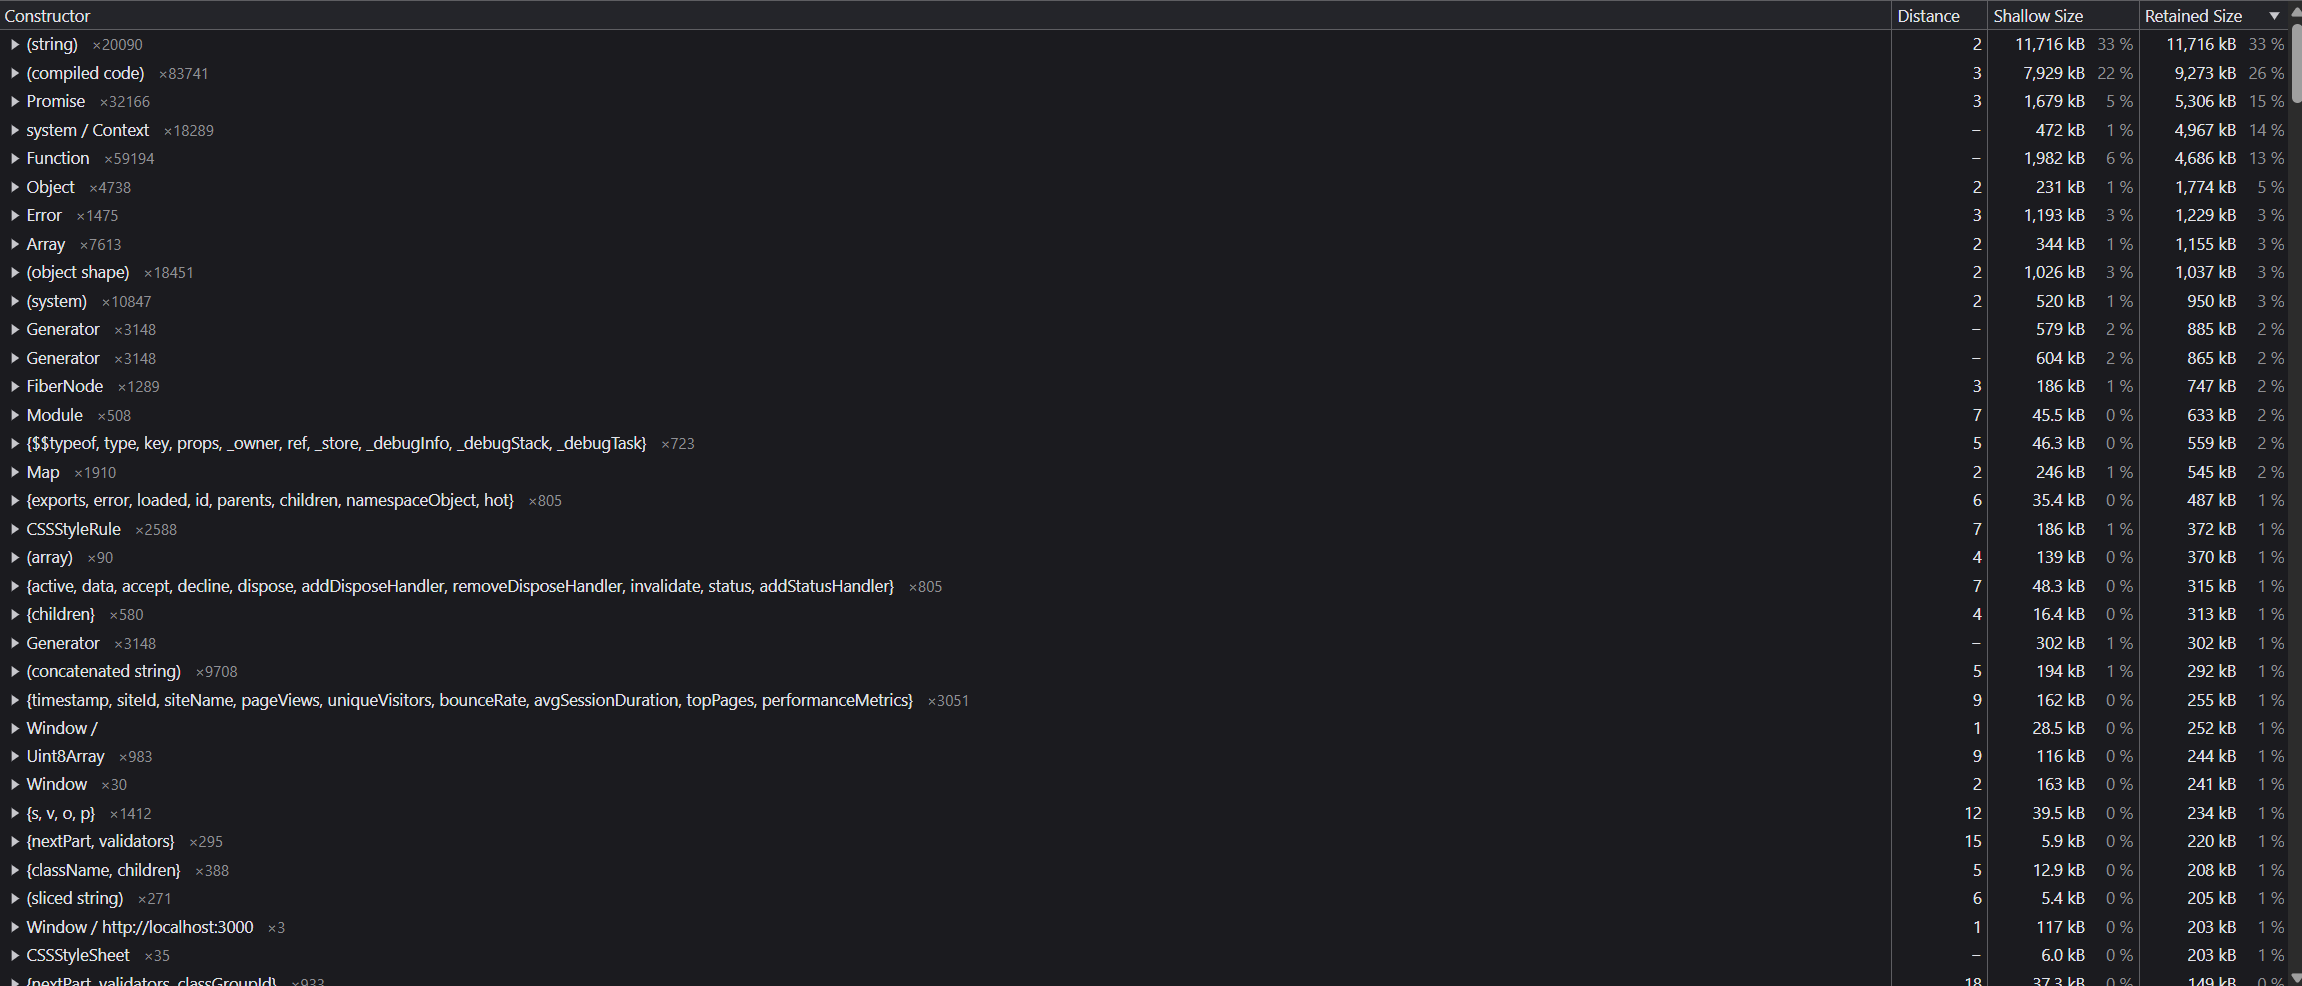 Constructor Distance Shallow Size Retained Size ▼
▶ (string) ×20090 2 11,716 kB 33 % 11,716 kB 33 %
▶ (compiled code) ×83741 3 7,929 kB 22 % 9,273 kB 26 %
▶ Promise ×32166 3 1,679 kB 5 % 5,306 kB 15 %
▶ system / Context ×18289 – 472 kB 1 % 4,967 kB 14 %
▶ Function ×59194 – 1,982 kB 6 % 4,686 kB 13 %
▶ Object ×4738 2 231 kB 1 % 1,774 kB 5 %
▶ Error ×1475 3 1,193 kB 3 % 1,229 kB 3 %
▶ Array ×7613 2 344 kB 1 % 1,155 kB 3 %
▶ (object shape) ×18451 2 1,026 kB 3 % 1,037 kB 3 %
▶ (system) ×10847 2 520 kB 1 % 950 kB 3 %
▶ Generator ×3148 – 579 kB 2 % 885 kB 2 %
▶ Generator ×3148 – 604 kB 2 % 865 kB 2 %
▶ FiberNode ×1289 3 186 kB 1 % 747 kB 2 %
▶ Module ×508 7 45.5 kB 0 % 633 kB 2 %
▶ {$$typeof, type, key, props, _owner, ref, _store, _debugInfo, _debugStack, _debugTask} ×723 5 46.3 kB 0 % 559 kB 2 %
▶ Map ×1910 2 246 kB 1 % 545 kB 2 %
▶ {exports, error, loaded, id, parents, children, namespaceObject, hot} ×805 6 35.4 kB 0 % 487 kB 1 %
▶ CSSStyleRule ×2588 7 186 kB 1 % 372 kB 1 %
▶ (array) ×90 4 139 kB 0 % 370 kB 1 %
▶ {active, data, accept, decline, dispose, addDisposeHandler, removeDisposeHandler, invalidate, status, addStatusHandler} ×805 7 48.3 kB 0 % 315 kB 1 %
▶ {children} ×580 4 16.4 kB 0 % 313 kB 1 %
▶ Generator ×3148 – 302 kB 1 % 302 kB 1 %
▶ (concatenated string) ×9708 5 194 kB 1 % 292 kB 1 %
▶ {timestamp, siteId, siteName, pageViews, uniqueVisitors, bounceRate, avgSessionDuration, topPages, performanceMetrics} ×3051 9 162 kB 0 % 255 kB 1 %
▶ Window / 1 28.5 kB 0 % 252 kB 1 %
▶ Uint8Array ×983 9 116 kB 0 % 244 kB 1 %
▶ Window ×30 2 163 kB 0 % 241 kB 1 %
▶ {s, v, o, p} ×1412 12 39.5 kB 0 % 234 kB 1 %
▶ {nextPart, validators} ×295 15 5.9 kB 0 % 220 kB 1 %
▶ {className, children} ×388 5 12.9 kB 0 % 208 kB 1 %
▶ (sliced string) ×271 6 5.4 kB 0 % 205 kB 1 %
▶ Window / http://localhost:3000 ×3 1 117 kB 0 % 203 kB 1 %
▶ CSSStyleSheet ×35 – 6.0 kB 0 % 203 kB 1 %
▶ {nextPart, validators, classGroupId} ×933 18 37.3 kB 0 % 149 kB 0 %